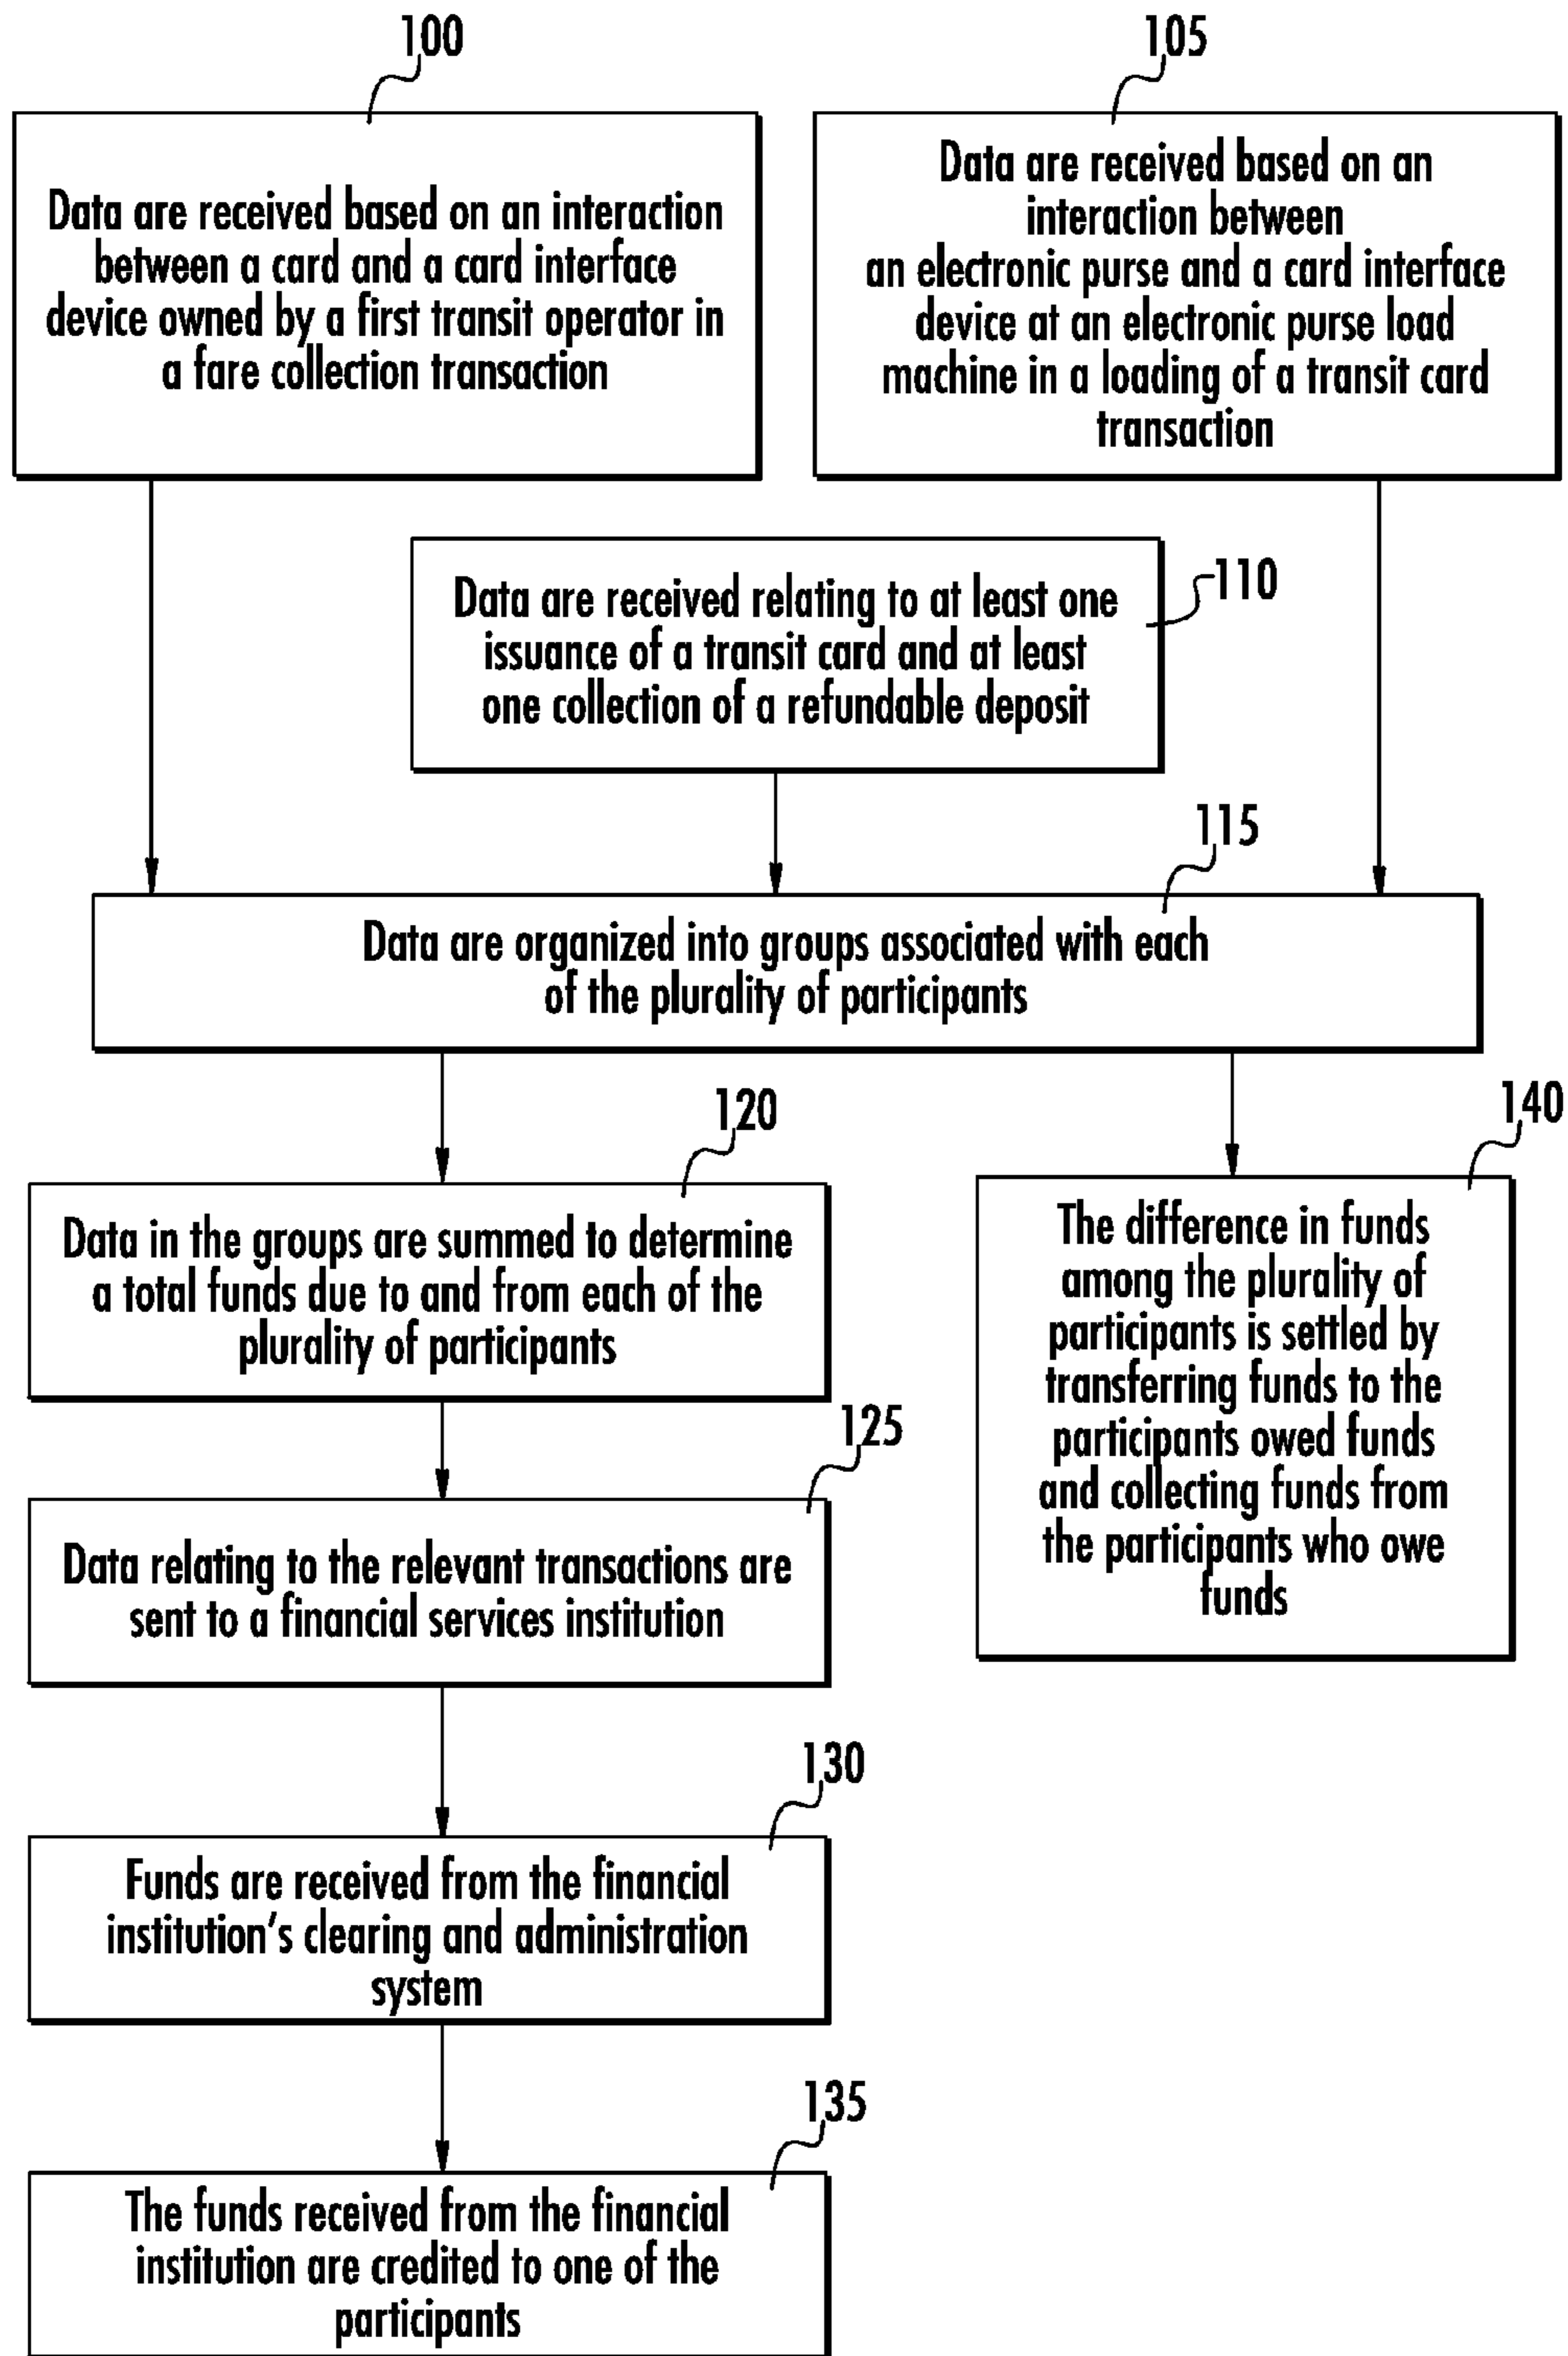 100
Data are received based on an interaction
between a card and a card interface
device owned by a first transit operator in
a fare collection transaction
105
Data are received based on an
interaction between
an electronic purse and a card interface
device at an electronic purse load
machine in a loading of a transit card
transaction
110
Data are received relating to at least one
issuance of a transit card and at least
one collection of a refundable deposit
115
Data are organized into groups associated with each
of the plurality of participants
120
Data in the groups are summed to determine
a total funds due to and from each of the
plurality of participants
125
Data relating to the relevant transactions are
sent to a financial services institution
130
Funds are received from the financial
institution's clearing and administration
system
135
The funds received from the financial
institution are credited to one of the
participants
140
The difference in funds
among the plurality of
participants is settled by
transferring funds to the
participants owed funds
and collecting funds from
the participants who owe
funds